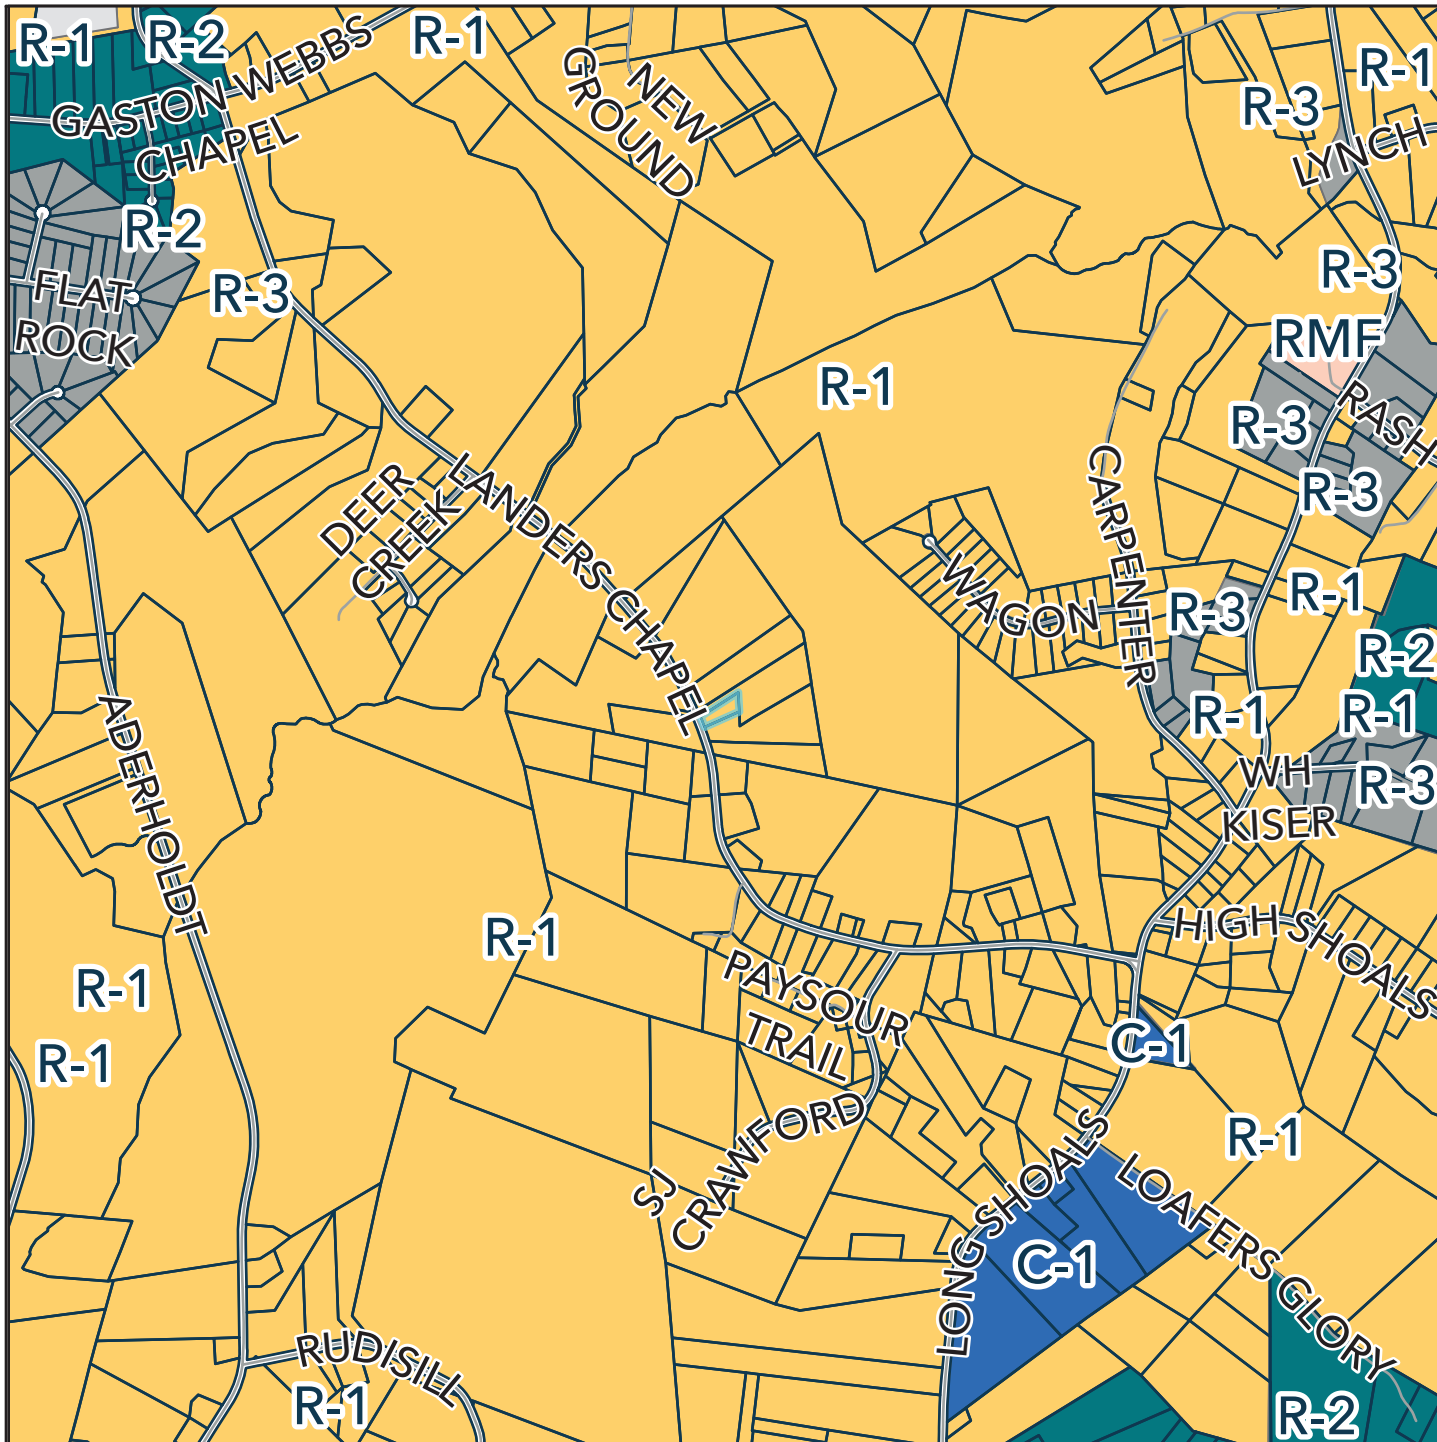 R-1
R-2
R-1
GASTON WEBBS
CHAPEL
NEW
GROUND
R-1
R-3
LYNCH
R-2
R-3
R-3
FLAT
ROCK
RMF
R-1
RASH
R-3
R-3
DEER
CREEK
LANDERS CHAPEL
CARPENTER
WAGON
R-3
R-1
R-2
R-1
R-1
ADERHOLDT
WH
KISER
R-3
R-1
HIGH SHOALS
R-1
PAYSOUR
TRAIL
R-1
C-1
SJ
CRAWFORD
R-1
LONG SHOALS
LOAFERS GLORY
C-1
RUDISILL
R-1
R-2